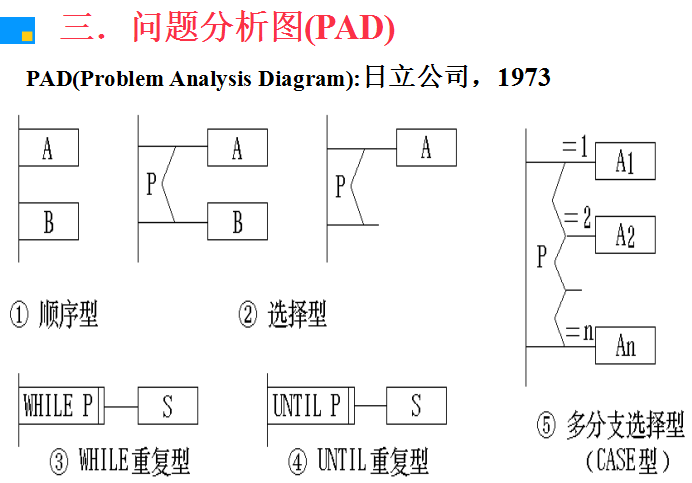 三．问题分析图(PAD)
PAD(Problem Analysis Diagram):日立公司，1973
A
B
① 顺序型
P
A
B
P
A
② 选择型
P
=1
A1
=2
A2
=n
An
⑤ 多分支选择型
(CASE型)
WHILE P
S
③ WHILE重复型
UNTIL P
S
④ UNTIL重复型